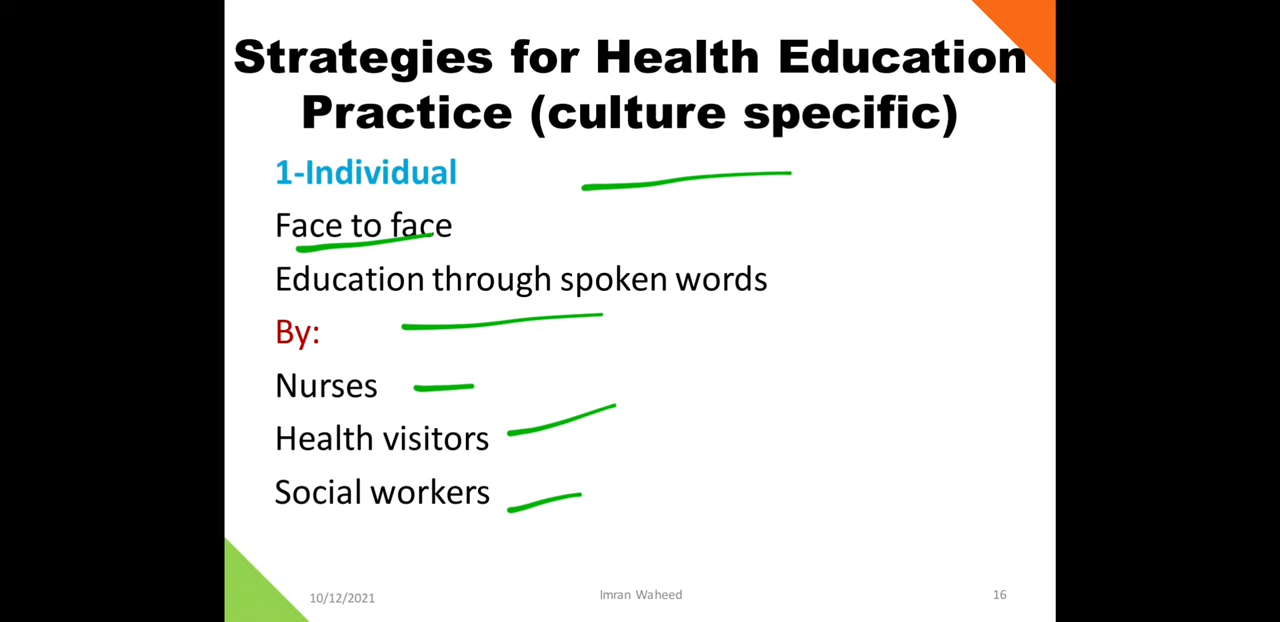 Strategies for Health Education
Practice (culture specific)
1-Individual
Face to face
Education through spoken words
By:
Nurses
Health visitors
Social workers
10/12/2021
Imran Waheed
16